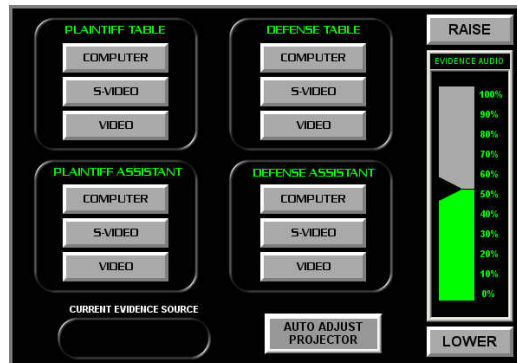 PLAINTIFF TABLE
COMPUTER
S-VIDEO
VIDEO
DEFENSE TABLE
COMPUTER
S-VIDEO
VIDEO
PLAINTIFF ASSISTANT
COMPUTER
S-VIDEO
VIDEO
DEFENSE ASSISTANT
COMPUTER
S-VIDEO
VIDEO
CURRENT EVIDENCE SOURCE
AUTO ADJUST
PROJECTOR
RAISE
EVIDENCE AUDIO
100%
90%
80%
70%
60%
50%
40%
30%
20%
10%
0%
LOWER